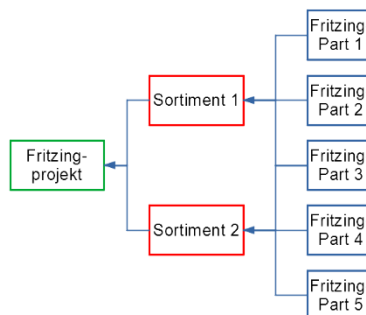 Fritzing-
projekt
Sortiment 1
Sortiment 2
Fritzing
Part 1
Fritzing
Part 2
Fritzing
Part 3
Fritzing
Part 4
Fritzing
Part 5